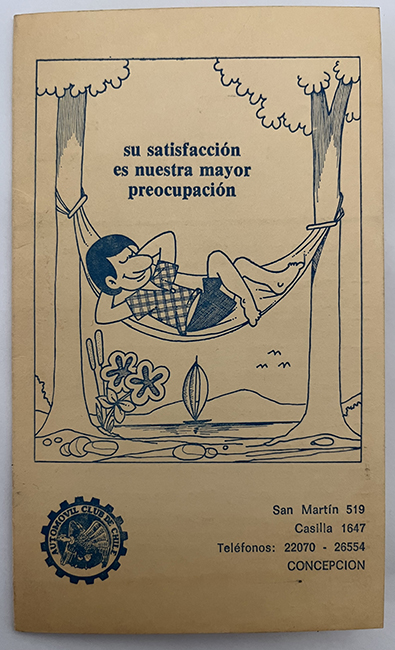 su satisfacción
es nuestra mayor
preocupación
AUTOMOVIL CLUB DE CHILE
San Martín 519
Casilla 1647
Teléfonos: 22070 - 26554
CONCEPCION